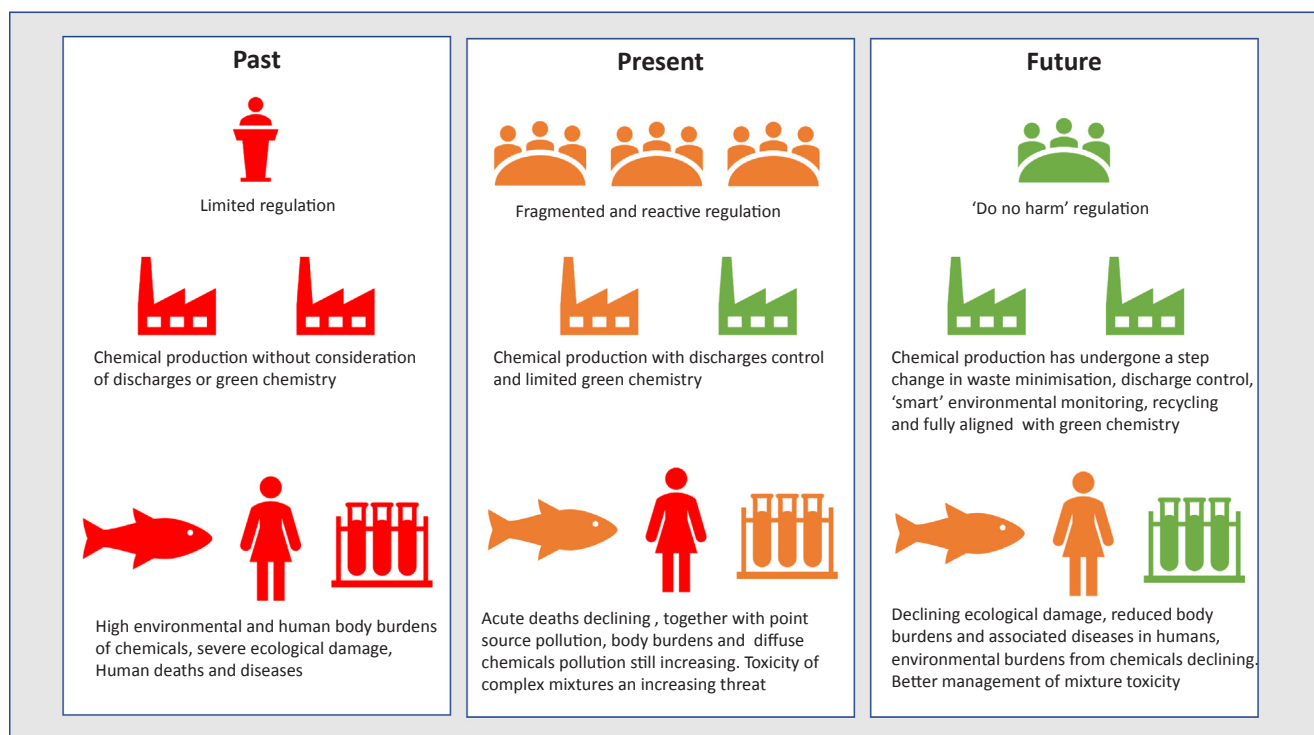 Past
Limited regulation
Chemical production without consideration
of discharges or green chemistry
High environmental and human body burdens
of chemicals, severe ecological damage,
Human deaths and diseases
Present
Fragmented and reactive regulation
Chemical production with discharges control
and limited green chemistry
Acute deaths declining , together with point
source pollution, body burdens and  diffuse
chemicals pollution still increasing. Toxicity of
complex mixtures an increasing threat
Future
‘Do no harm’ regulation
Chemical production has undergone a step
change in waste minimisation, discharge control,
‘smart’ environmental monitoring, recycling
and fully aligned  with green chemistry
Declining ecological damage, reduced body
burdens and associated diseases in humans,
environmental burdens from chemicals declining.
Better management of mixture toxicity